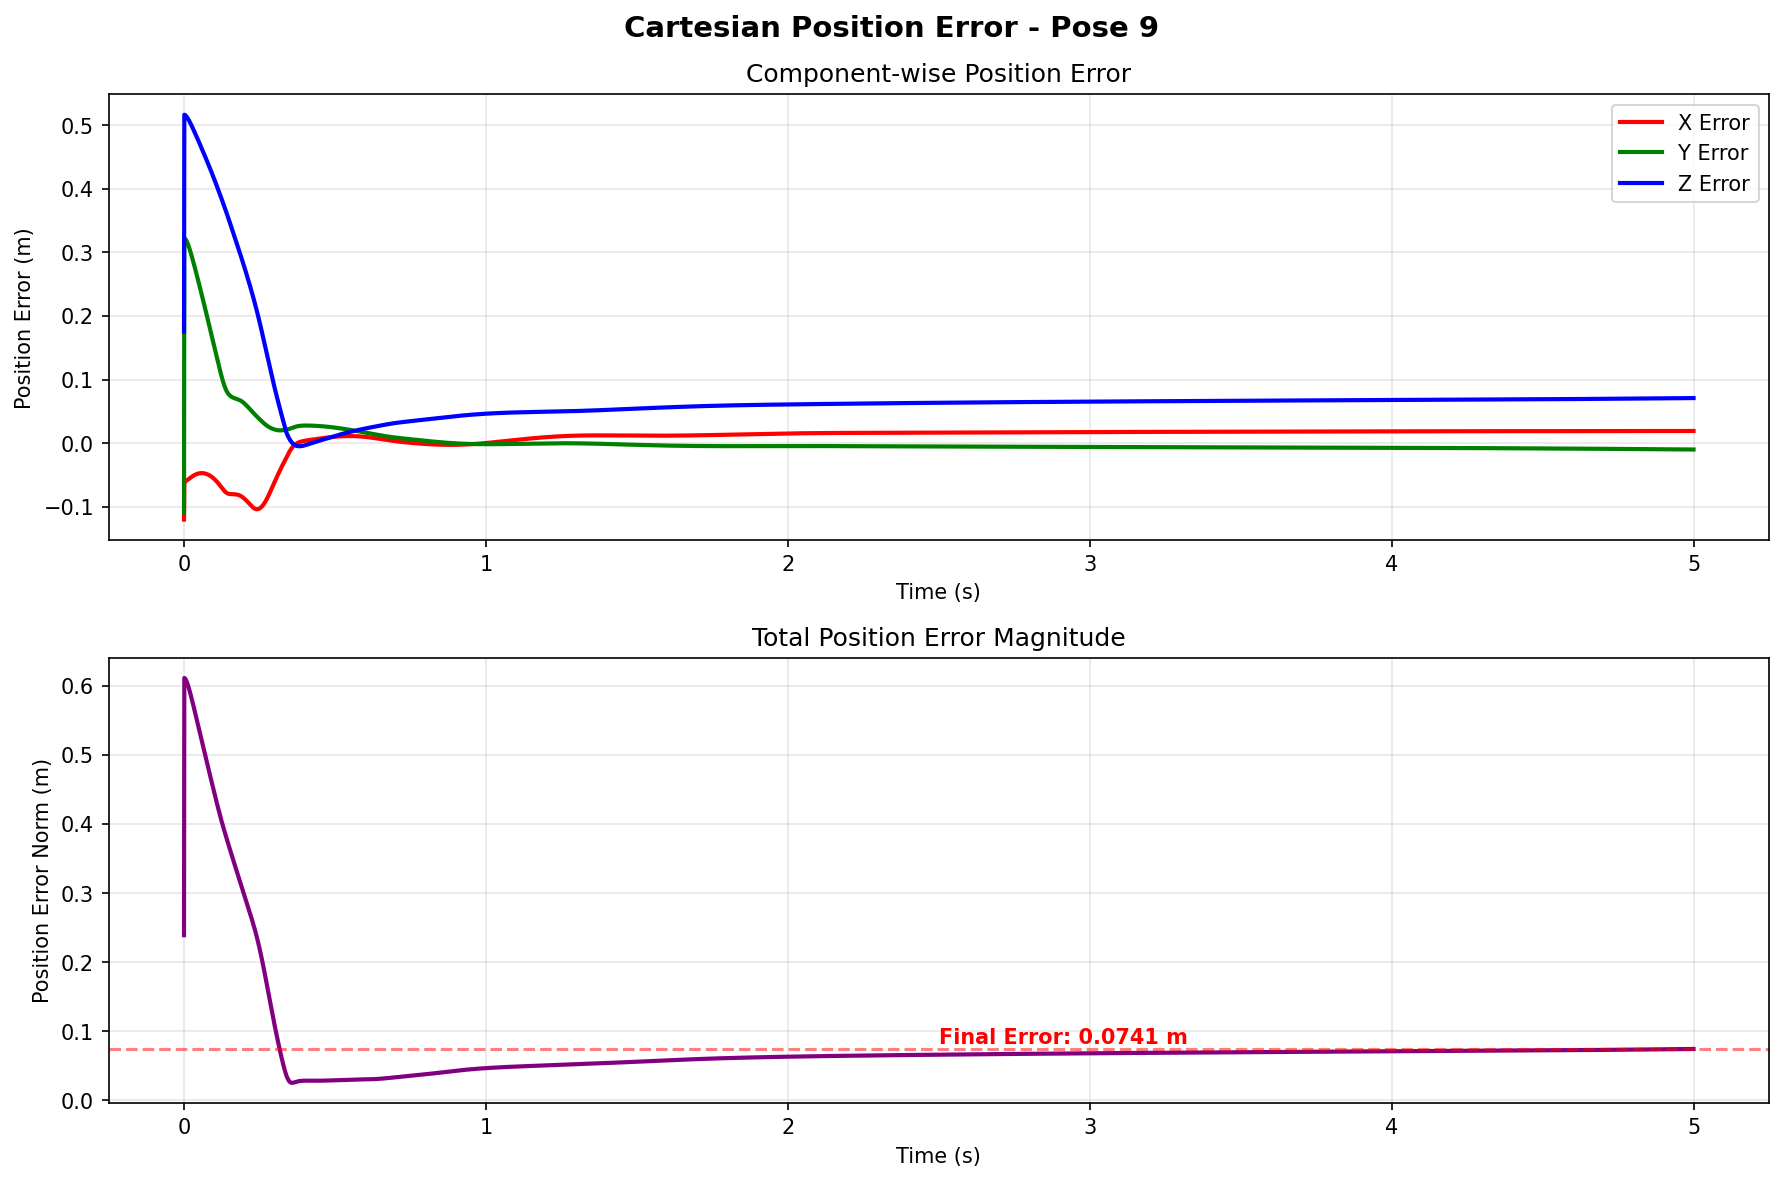 Cartesian Position Error - Pose 9
Component-wise Position Error
Position Error (m)
0.5
0.4
0.3
0.2
0.1
0.0
−0.1
X Error
Y Error
Z Error
0 1 2 3 4 5
Time (s)
Total Position Error Magnitude
Position Error Norm (m)
0.6
0.5
0.4
0.3
0.2
0.1
0.0
Final Error: 0.0741 m
0 1 2 3 4 5
Time (s)